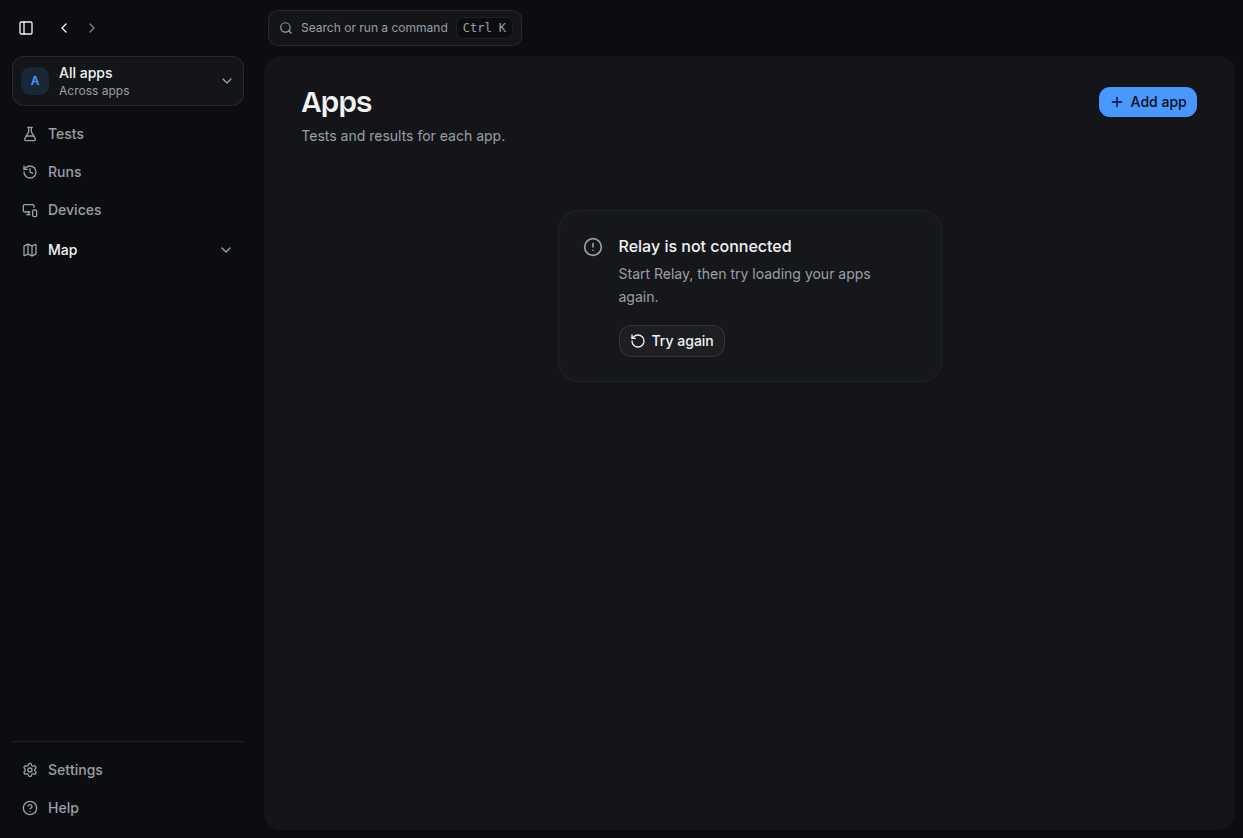 Search or run a command Ctrl K
A
All apps
Across apps
Tests
Runs
Devices
Map
Settings
Help
Apps
Tests and results for each app.
Add app
Relay is not connected
Start Relay, then try loading your apps
again.
Try again